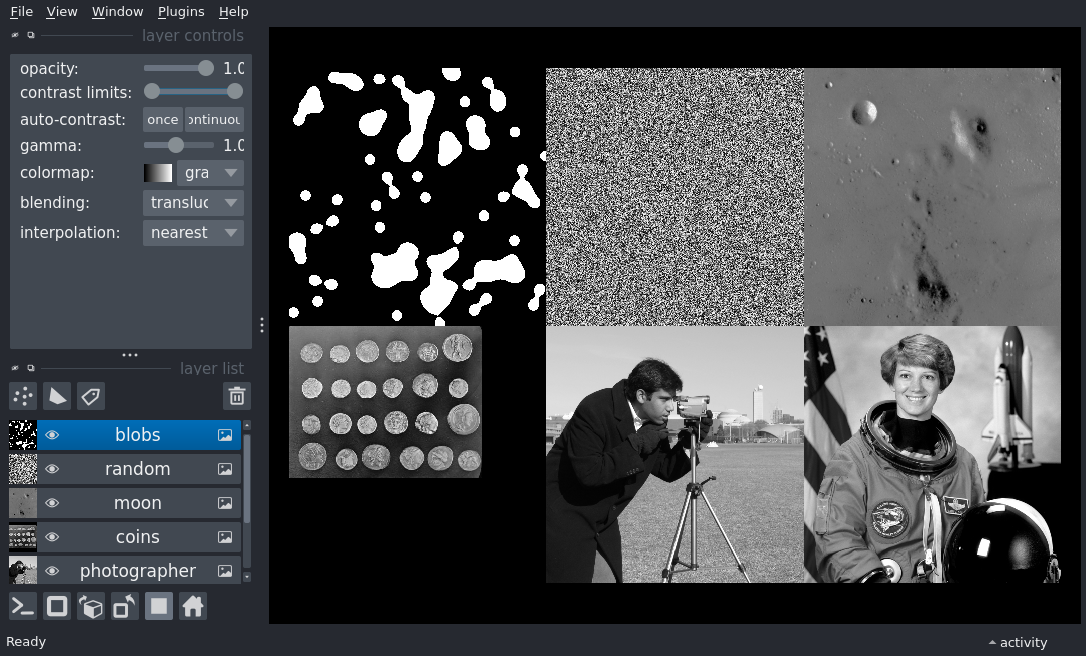 File View Window Plugins Help
layer controls
opacity: 1.0
contrast limits:
auto-contrast: once ontinuou
gamma: 1.0
colormap: gra
blending: transluc
interpolation: nearest
layer list
blobs
random
moon
coins
photographer
Ready
activity